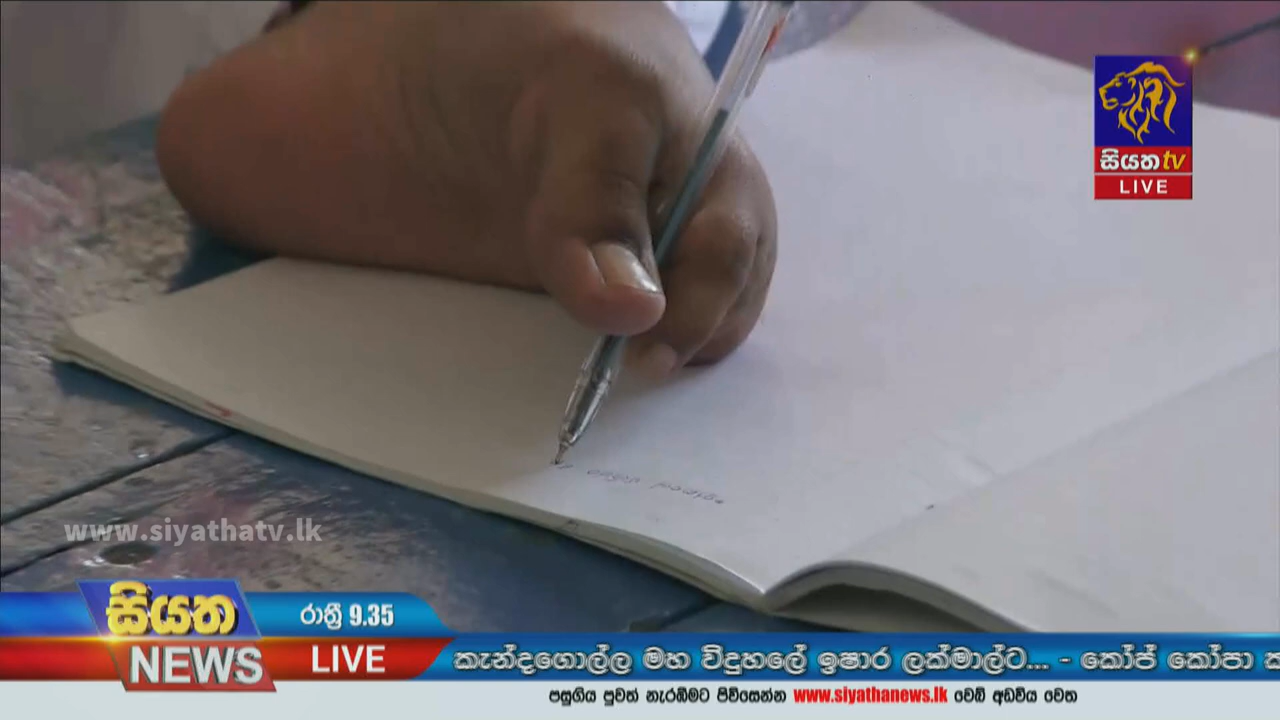 සියත tv
LIVE
www.siyathatv.lk
සියත
NEWS
රාත්‍රී 9.35
LIVE
කැන්දගොල්ල මහ විදුහලේ ඉෂාර ලක්මාල්ට... - කෝප් කෝපා ක
පසුගිය පුවත් නැරඹීමට පිවිසෙන්න www.siyathanews.lk වෙබ් අඩවිය වෙත